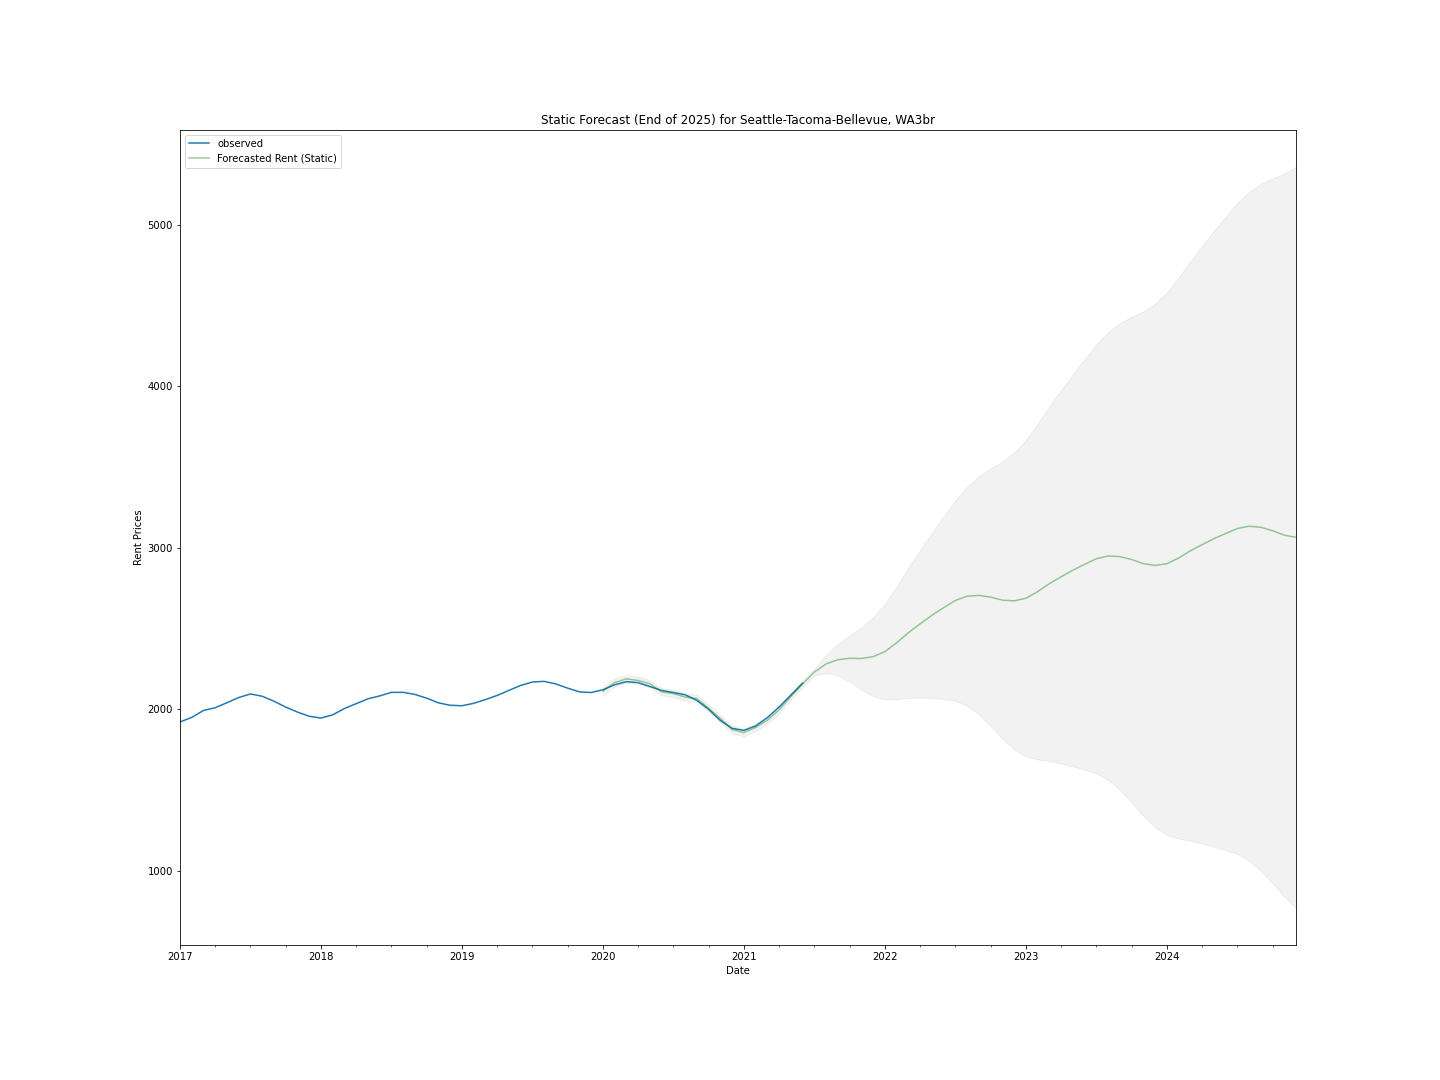 Static Forecast (End of 2025) for Seattle-Tacoma-Bellevue, WA3br
observed
Forecasted Rent (Static)
5000
4000
3000
2000
1000
Rent Prices
2017
2018
2019
2020
2021
2022
2023
2024
Date